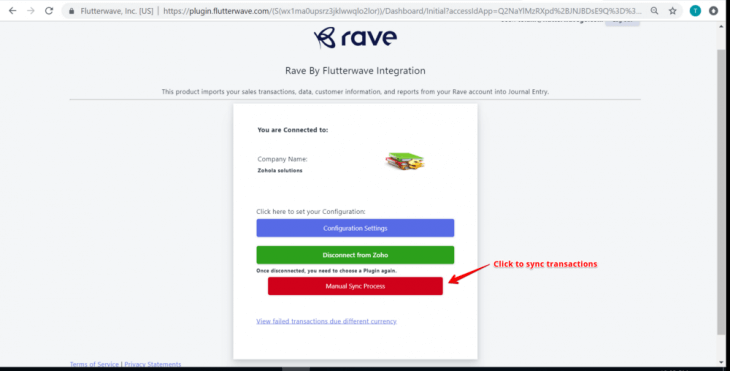 Flutterwave, Inc. [US] | https://plugin.flutterwave.com/(S(wx1ma0upsrz3jklwwqlo2lor))/Dashboard/Initial?accessIdApp=Q2NaYlMzRXpd%2BJNJBDsE9Q%3D%3...
T
rave
Rave By Flutterwave Integration
This product imports your sales transactions, data, customer information, and reports from your Rave account into Journal Entry.
You are Connected to:
Company Name:
Zohola solutions
Click here to set your Configuration:
Configuration Settings
Disconnect from Zoho
Once disconnected, you need to choose a Plugin again.
Click to sync transactions
Manual Sync Process
View failed transactions due different currency
Terms of Service | Privacy Statements